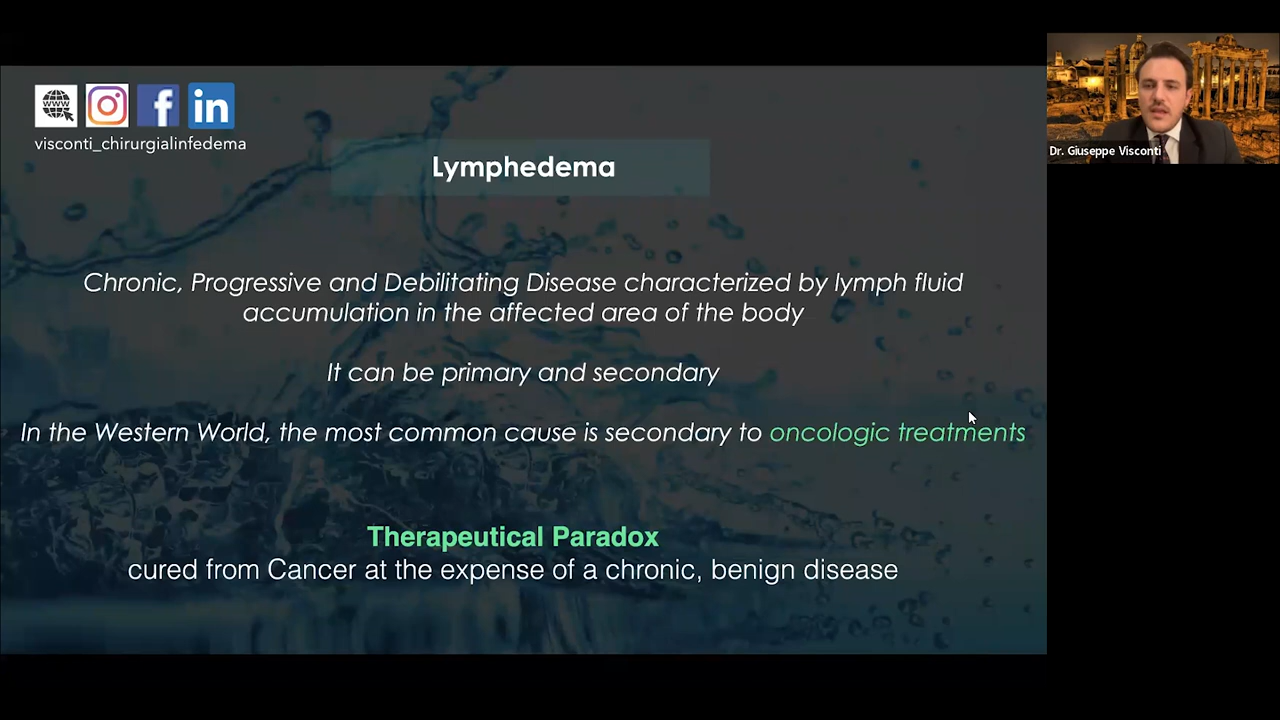 WWW
f
in
visconti_chirurgialinfedema
Lymphedema
Chronic, Progressive and Debilitating Disease characterized by lymph fluid
accumulation in the affected area of the body
It can be primary and secondary
In the Western World, the most common cause is secondary to oncologic treatments
Therapeutical Paradox
cured from Cancer at the expense of a chronic, benign disease
Dr. Giuseppe Visconti